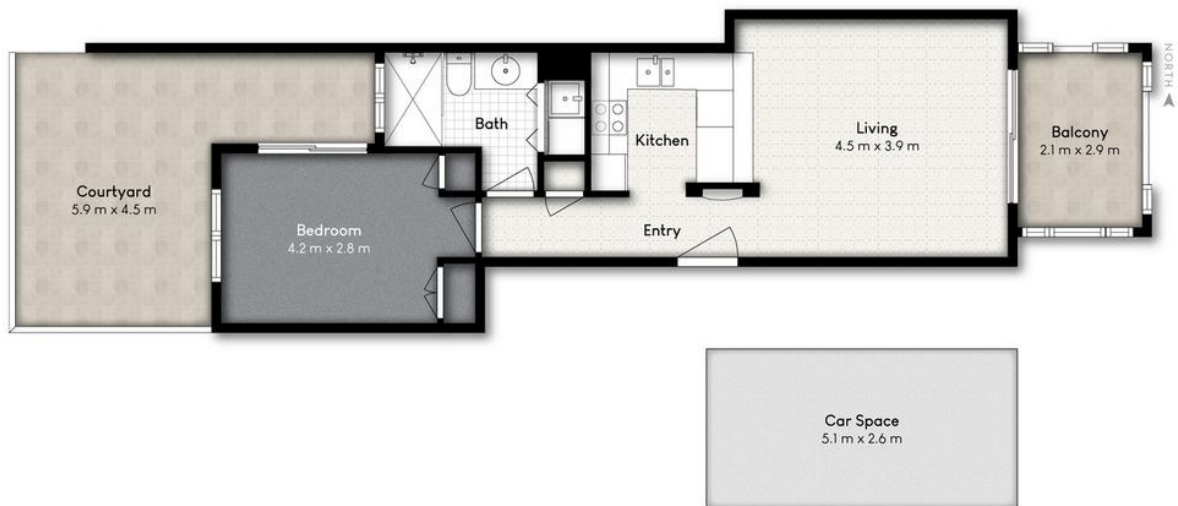 NORTH
Bath
Kitchen
Living
4.5 m x 3.9 m
Balcony
2.1 m x 2.9 m
Courtyard
5.9 m x 4.5 m
Bedroom
4.2 m x 2.8 m
Entry
Car Space
5.1 m x 2.6 m